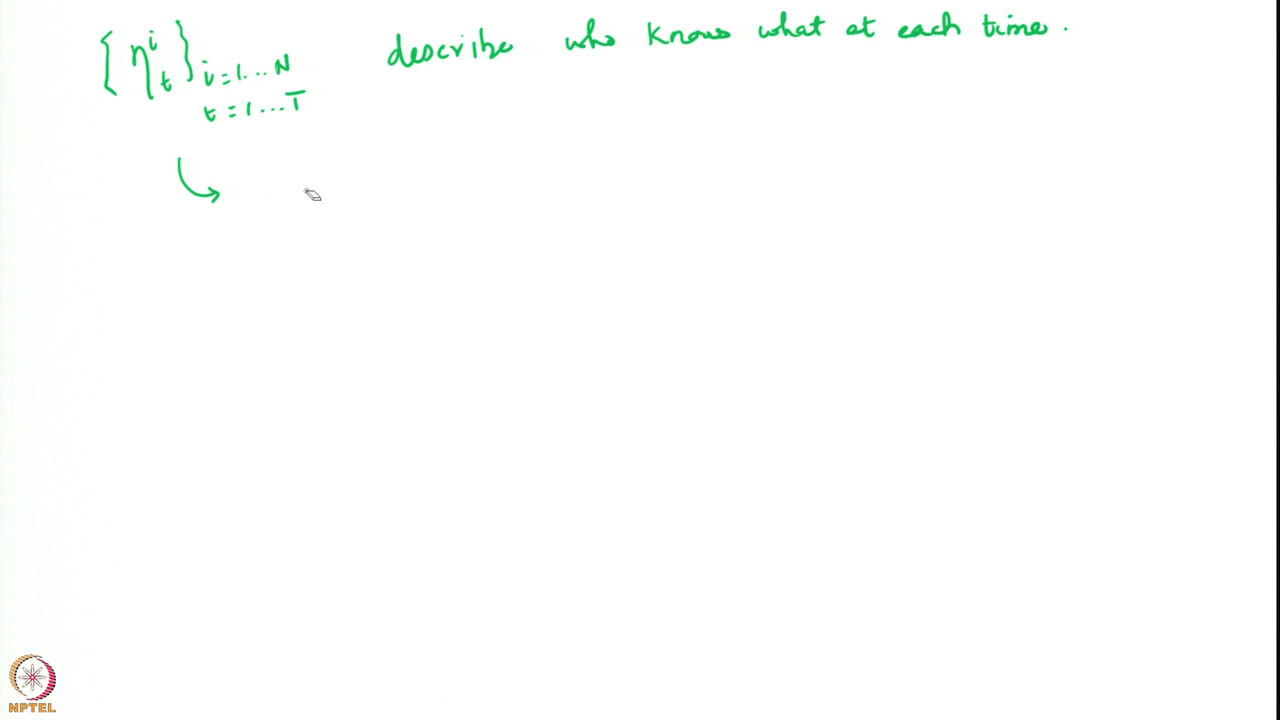 { η^i_t }_{i = 1 ... N describe who knows what at each time.
t = 1 ... T
NPTEL